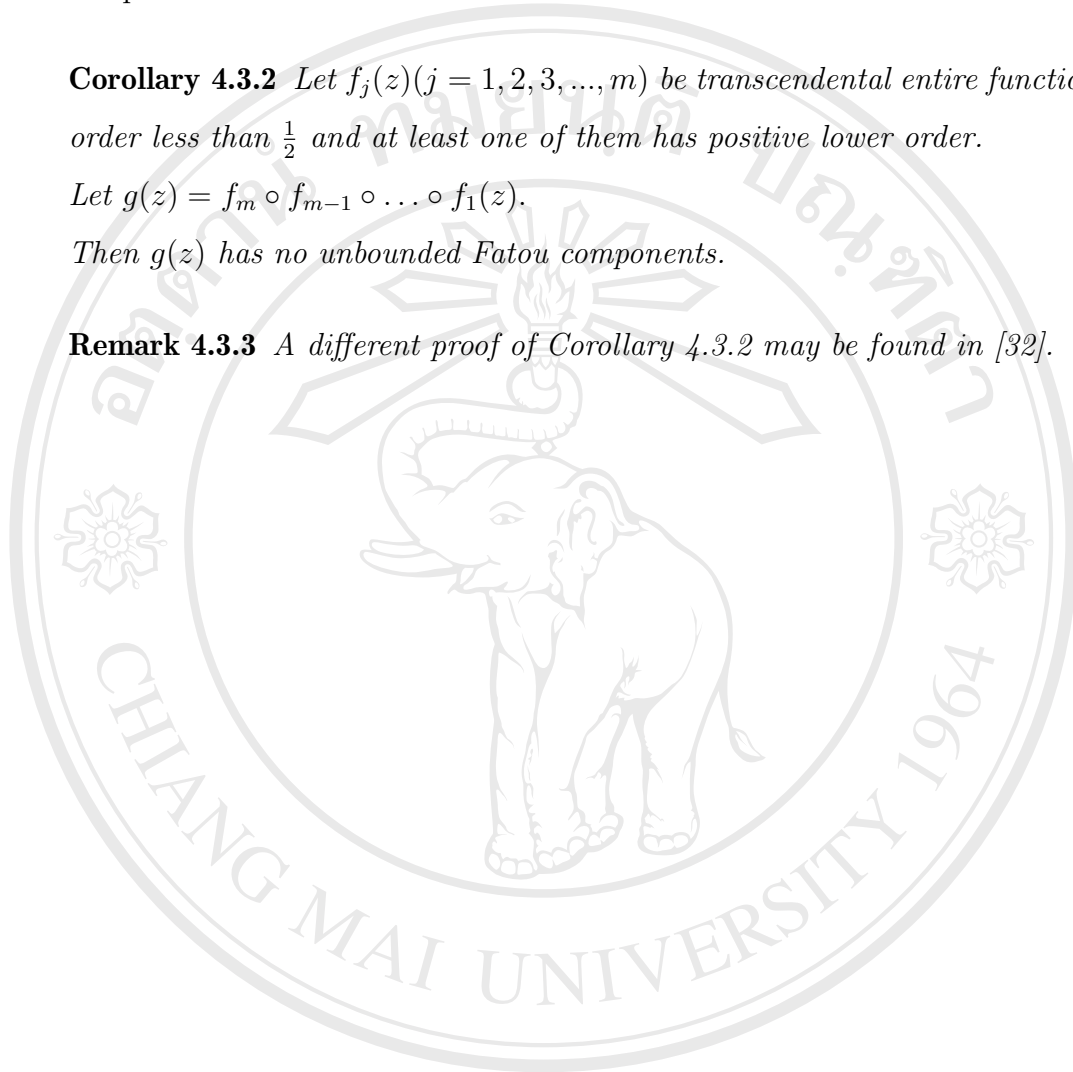 Corollary 4.3.2 Let f_j(z)(j = 1, 2, 3, ..., m) be transcendental entire functio
order less than 1/2 and at least one of them has positive lower order.
Let g(z) = f_m ∘ f_{m−1} ∘ . . . ∘ f_1(z).
Then g(z) has no unbounded Fatou components.
Remark 4.3.3 A different proof of Corollary 4.3.2 may be found in [32].
CHIANG MAI UNIVERSITY 1964